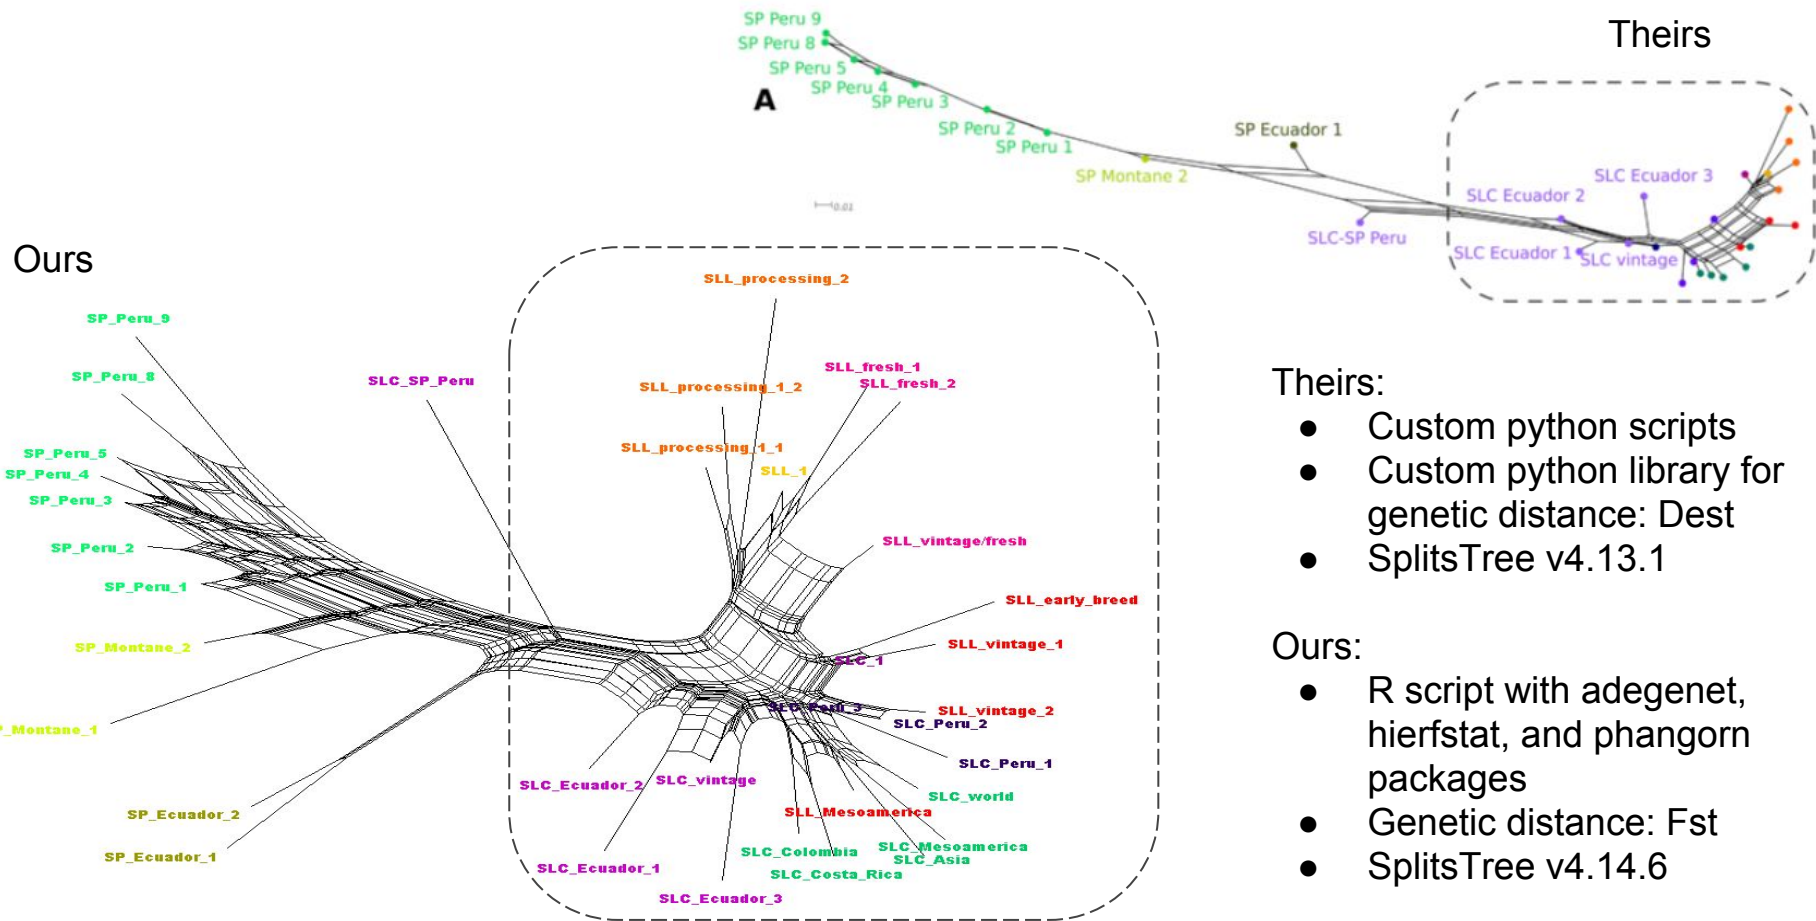 SP Peru 9
Theirs
SP Peru 8
SP Peru 5
SP Peru 4
A
SP Peru 3
SP Peru 2
SP Ecuador 1
SP Peru 1
SP Montane 2
SLC Ecuador 3
SLC Ecuador 2
0.01
SLC-SP Peru
SLC Ecuador 1
SLC vintage
Ours
SLL_processing_2
SP_Peru_9
SP_Peru_8
SLC_SP_Peru
SLL_fresh_1
SLL_fresh_2
SLL_processing_1_2
SLL_processing_1_1
SP_Peru_5
SLL_1
SP_Peru_4
SP_Peru_3
SLL_vintage/fresh
SP_Peru_2
SP_Peru_1
SLL_early_breed
SP_Montane_2
SLL_vintage_1
SLC_1
SLC_Peru_3
SLL_vintage_2
SLC_Peru_2
P_Montane_1
SLC_Peru_1
SLC_Ecuador_2
SLC_vintage
SLC_world
SP_Ecuador_2
SLL_Mesoamerica
SLC_Colombia
SLC_Mesoamerica
SP_Ecuador_1
SLC_Asia
SLC_Ecuador_1
SLC_Costa_Rica
SLC_Ecuador_3
Theirs:
● Custom python scripts
● Custom python library for
genetic distance: Dest
● SplitsTree v4.13.1
Ours:
● R script with adegenet,
hierfstat, and phangorn
packages
● Genetic distance: Fst
● SplitsTree v4.14.6